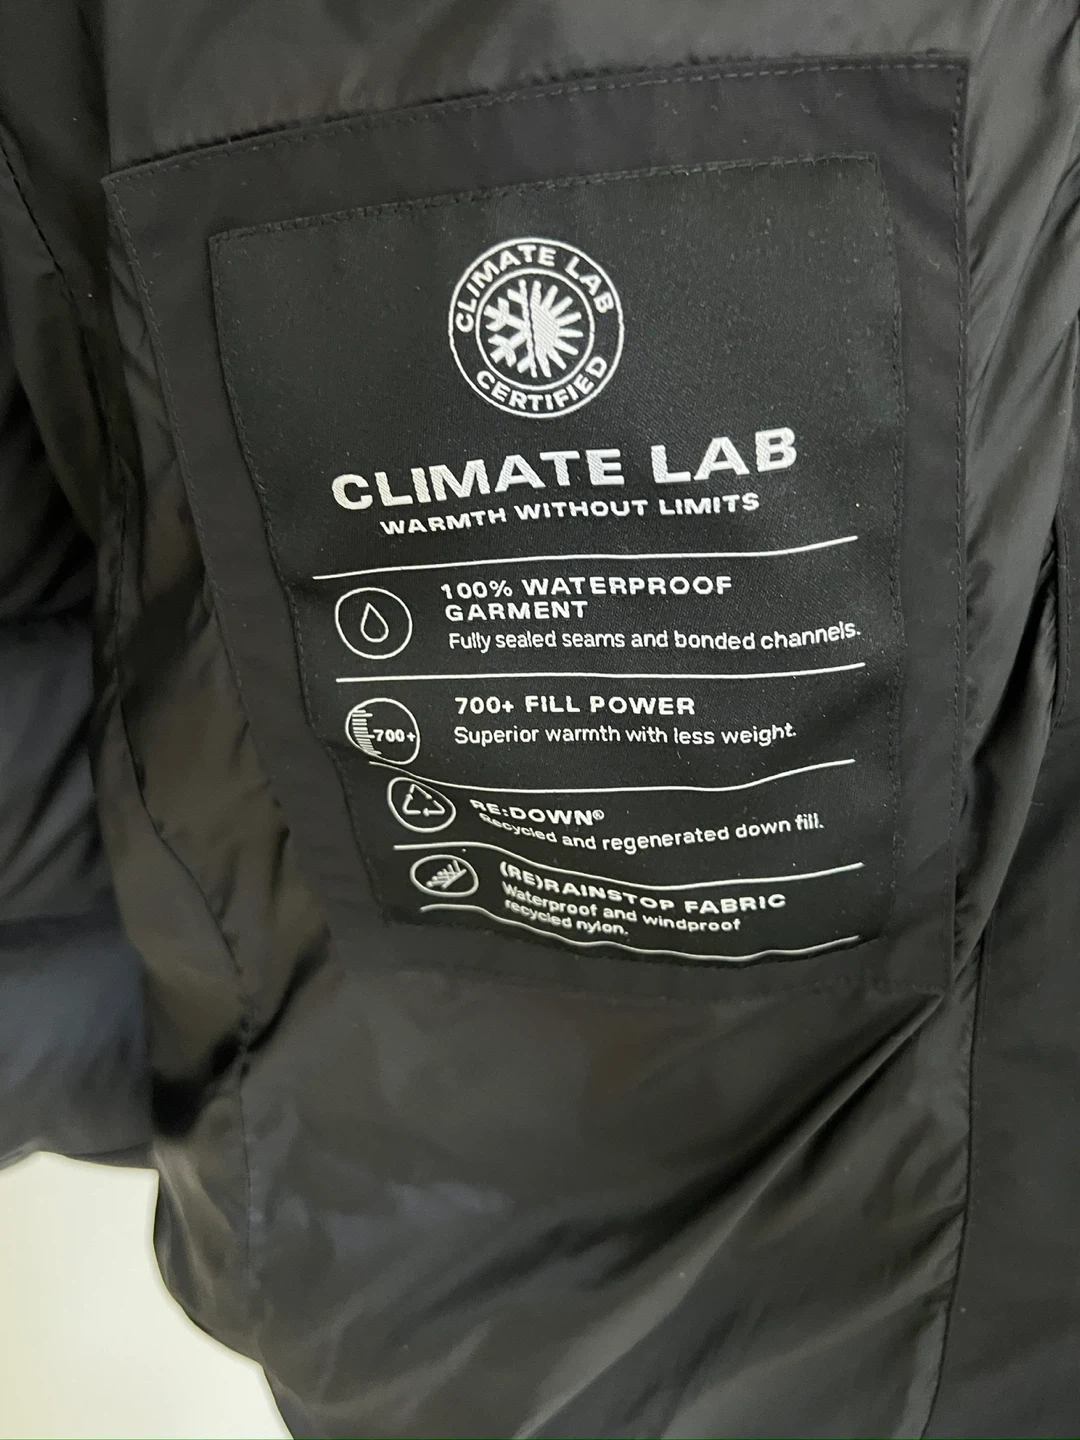 CLIMATE LAB
CERTIFIED
CLIMATE LAB
WARMTH WITHOUT LIMITS
100% WATERPROOF
GARMENT
Fully sealed seams and bonded channels.
700+
700+ FILL POWER
Superior warmth with less weight.
RE:DOWN®
Recycled and regenerated down fill.
(RE)RAINSTOP FABRIC
Waterproof and windproof
recycled nylon.